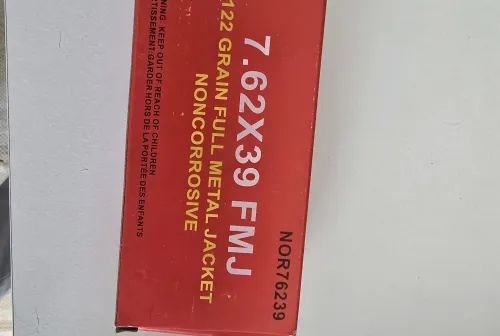 NOR76239
7.62X39 FMJ
122 GRAIN FULL METAL JACKET
NONCORROSIVE
KEEP OUT OF REACH OF CHILDREN
GARDER HORS DE LA PORTÉE DES ENFANTS